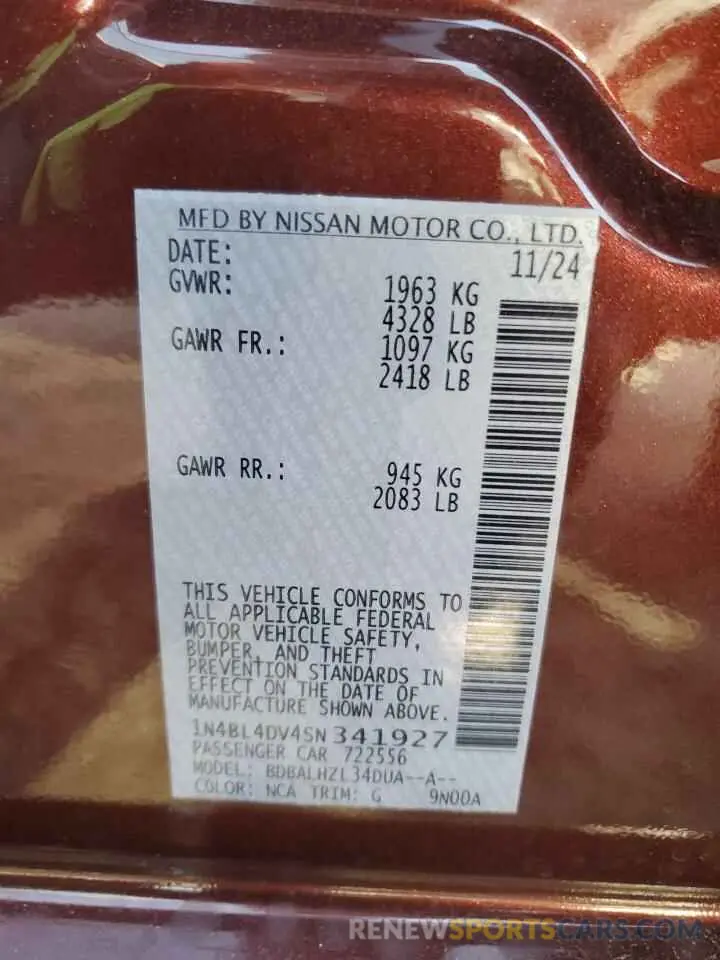 MFD BY NISSAN MOTOR CO., LTD.
DATE: 11/24
GVWR: 1963 KG
4328 LB
GAWR FR.: 1097 KG
2418 LB
GAWR RR.: 945 KG
2083 LB
THIS VEHICLE CONFORMS TO
ALL APPLICABLE FEDERAL
MOTOR VEHICLE SAFETY,
BUMPER, AND THEFT
PREVENTION STANDARDS IN
EFFECT ON THE DATE OF
MANUFACTURE SHOWN ABOVE.
1N4BL4DV4SN341927
PASSENGER CAR 722556
MODEL: BDBALHZL34DUA--A--
COLOR: NCA TRIM: G 9N00A
RENEWSPORTSCARS.COM